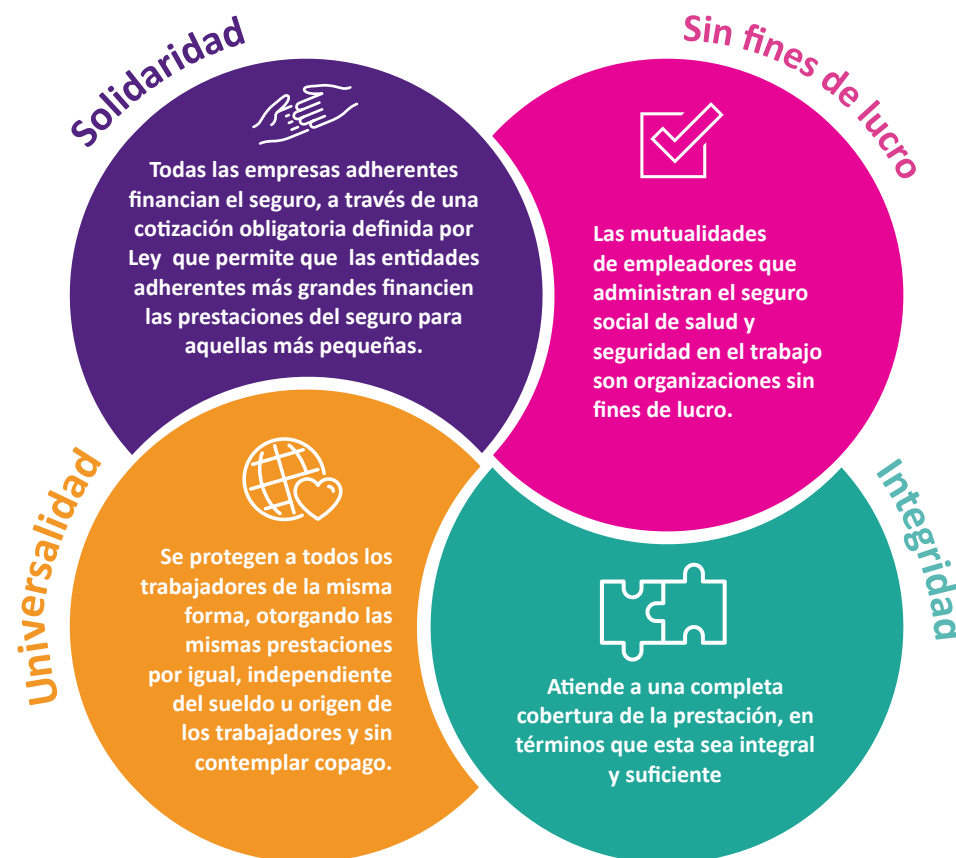 Solidaridad
Todas las empresas adherentes
financian el seguro, a través de una
cotización obligatoria definida por
Ley  que permite que  las entidades
adherentes más grandes financien
las prestaciones del seguro para
aquellas más pequeñas.
Sin fines de lucro
Las mutualidades
de empleadores que
administran el seguro
social de salud y
seguridad en el trabajo
son organizaciones sin
fines de lucro.
Universalidad
Se protegen a todos los
trabajadores de la misma
forma, otorgando las
mismas prestaciones
por igual, independiente
del sueldo u origen de
los trabajadores y sin
contemplar copago.
Integridad
Atiende a una completa
cobertura de la prestación, en
términos que esta sea integral
y suficiente